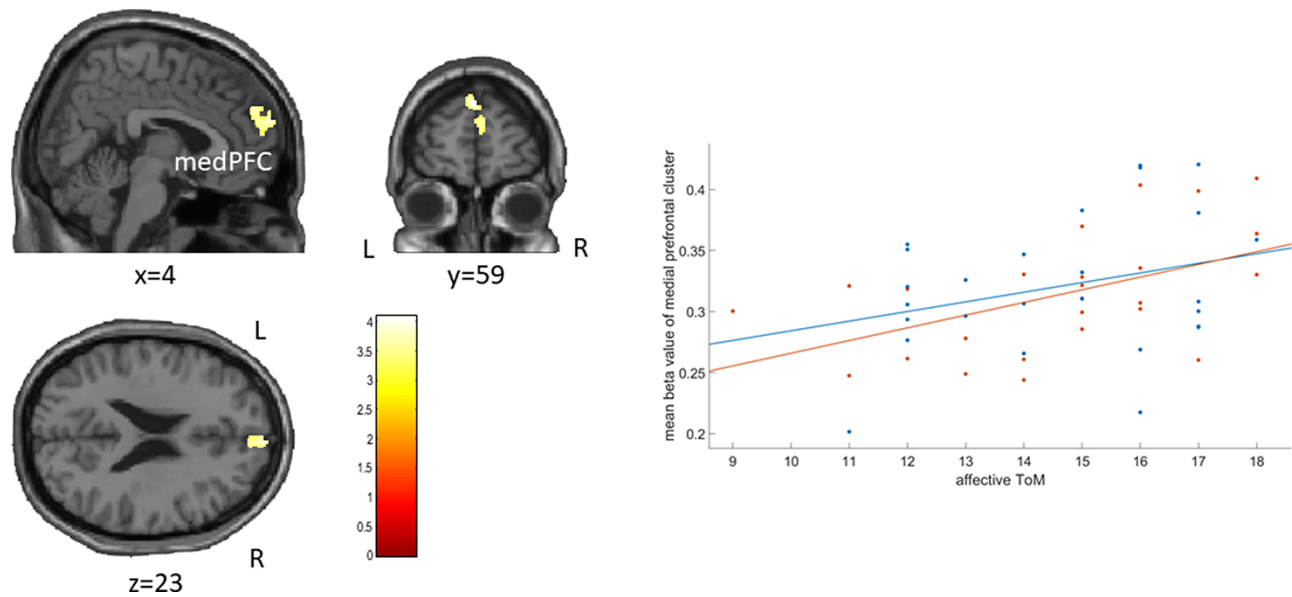 medPFC
x=4
L
R
y=59
L
R
z=23
4
3.5
3
2.5
2
1.5
1
0.5
0
mean beta value of medial prefrontal cluster
0.4
0.35
0.3
0.25
0.2
9 10 11 12 13 14 15 16 17 18
affective ToM